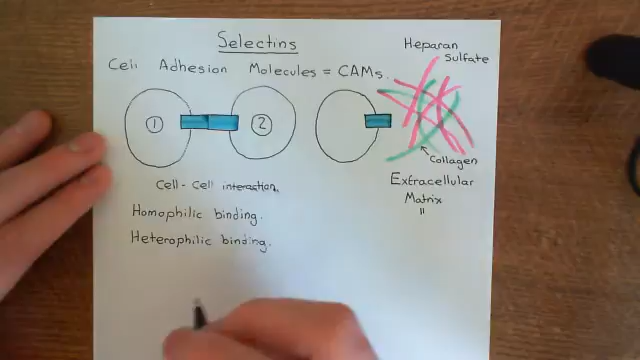 Selectins
Cell Adhesion Molecules = CAMs.
Heparan
Sulfate
1
2
Collagen
Cell-Cell interaction
Extracellular
Matrix
"
Homophilic binding.
Heterophilic binding.